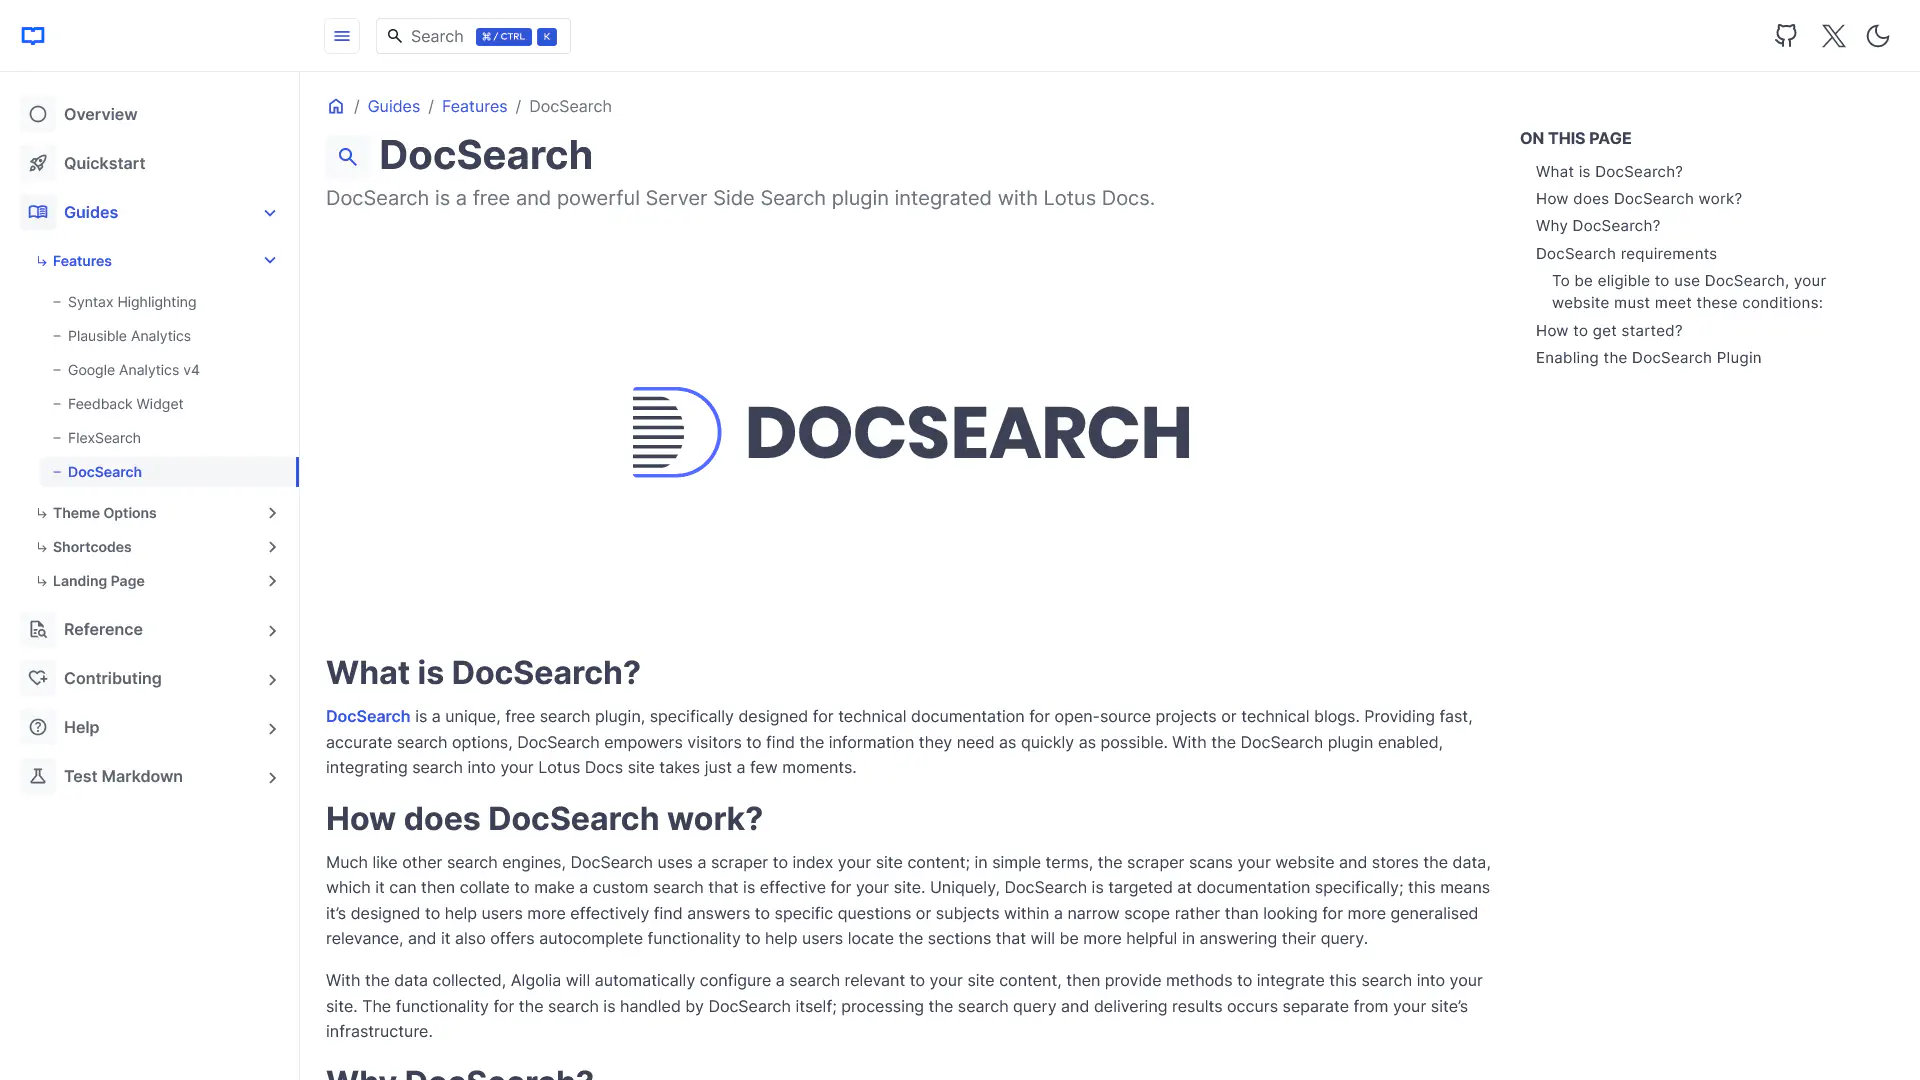 Search ⌘/CTRL K
Overview
Quickstart
Guides
Features
– Syntax Highlighting
– Plausible Analytics
– Google Analytics v4
– Feedback Widget
– FlexSearch
– DocSearch
Theme Options
Shortcodes
Landing Page
Reference
Contributing
Help
Test Markdown
/ Guides / Features / DocSearch
DocSearch
DocSearch is a free and powerful Server Side Search plugin integrated with Lotus Docs.
DOCSEARCH
What is DocSearch?
DocSearch is a unique, free search plugin, specifically designed for technical documentation for open-source projects or technical blogs. Providing fast,
accurate search options, DocSearch empowers visitors to find the information they need as quickly as possible. With the DocSearch plugin enabled,
integrating search into your Lotus Docs site takes just a few moments.
How does DocSearch work?
Much like other search engines, DocSearch uses a scraper to index your site content; in simple terms, the scraper scans your website and stores the data,
which it can then collate to make a custom search that is effective for your site. Uniquely, DocSearch is targeted at documentation specifically; this means
it’s designed to help users more effectively find answers to specific questions or subjects within a narrow scope rather than looking for more generalised
relevance, and it also offers autocomplete functionality to help users locate the sections that will be more helpful in answering their query.
With the data collected, Algolia will automatically configure a search relevant to your site content, then provide methods to integrate this search into your
site. The functionality for the search is handled by DocSearch itself; processing the search query and delivering results occurs separate from your site’s
infrastructure.
Why DocSearch?
ON THIS PAGE
What is DocSearch?
How does DocSearch work?
Why DocSearch?
DocSearch requirements
To be eligible to use DocSearch, your
website must meet these conditions:
How to get started?
Enabling the DocSearch Plugin